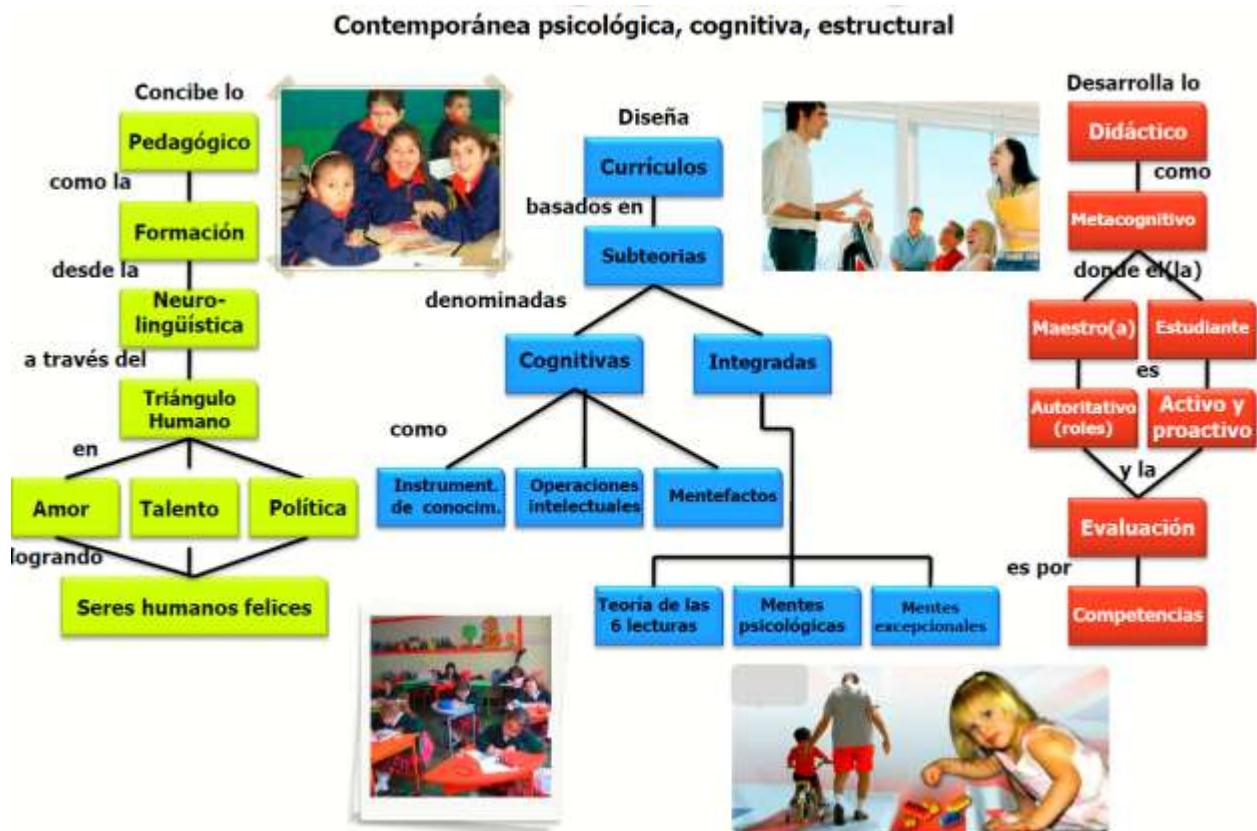 Contemporánea psicológica, cognitiva, estructural
Concibe lo
Pedagógico
como la
Formación
desde la
Neuro-
lingüística
a través del
Triángulo
Humano
en
Amor
Talento
Política
logrando
Seres humanos felices
Diseña
Currículos
basados en
Subteorias
denominadas
Cognitivas
Integradas
como
Instrument.
de conocim.
Operaciones
intelectuales
Mentefactos
Teoría de las
6 lecturas
Mentes
psicológicas
Mentes
excepcionales
Desarrolla lo
Didáctico
como
Metacognitivo
donde el(la)
Maestro(a)
Estudiante
es
Autoritativo
(roles)
Activo y
proactivo
y la
Evaluación
es por
Competencias